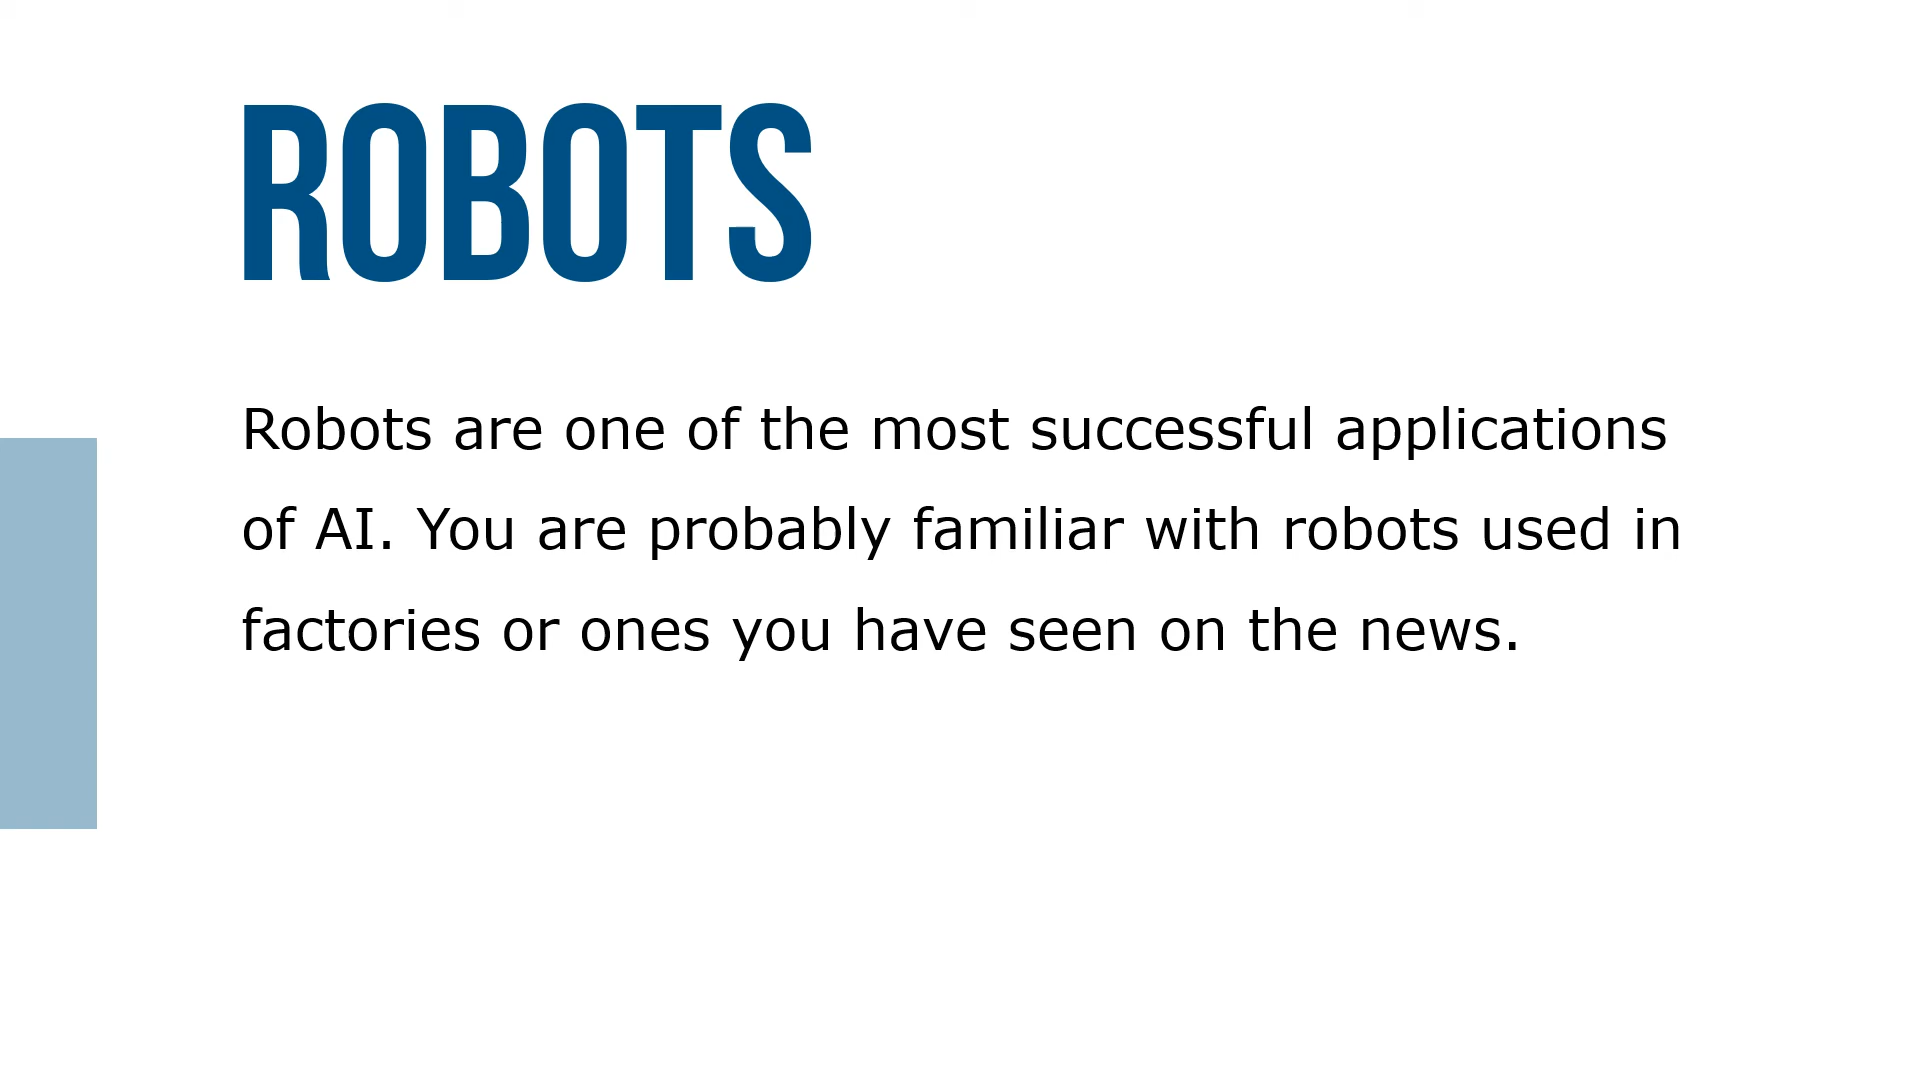 ROBOTS
Robots are one of the most successful applications
of AI. You are probably familiar with robots used in
factories or ones you have seen on the news.